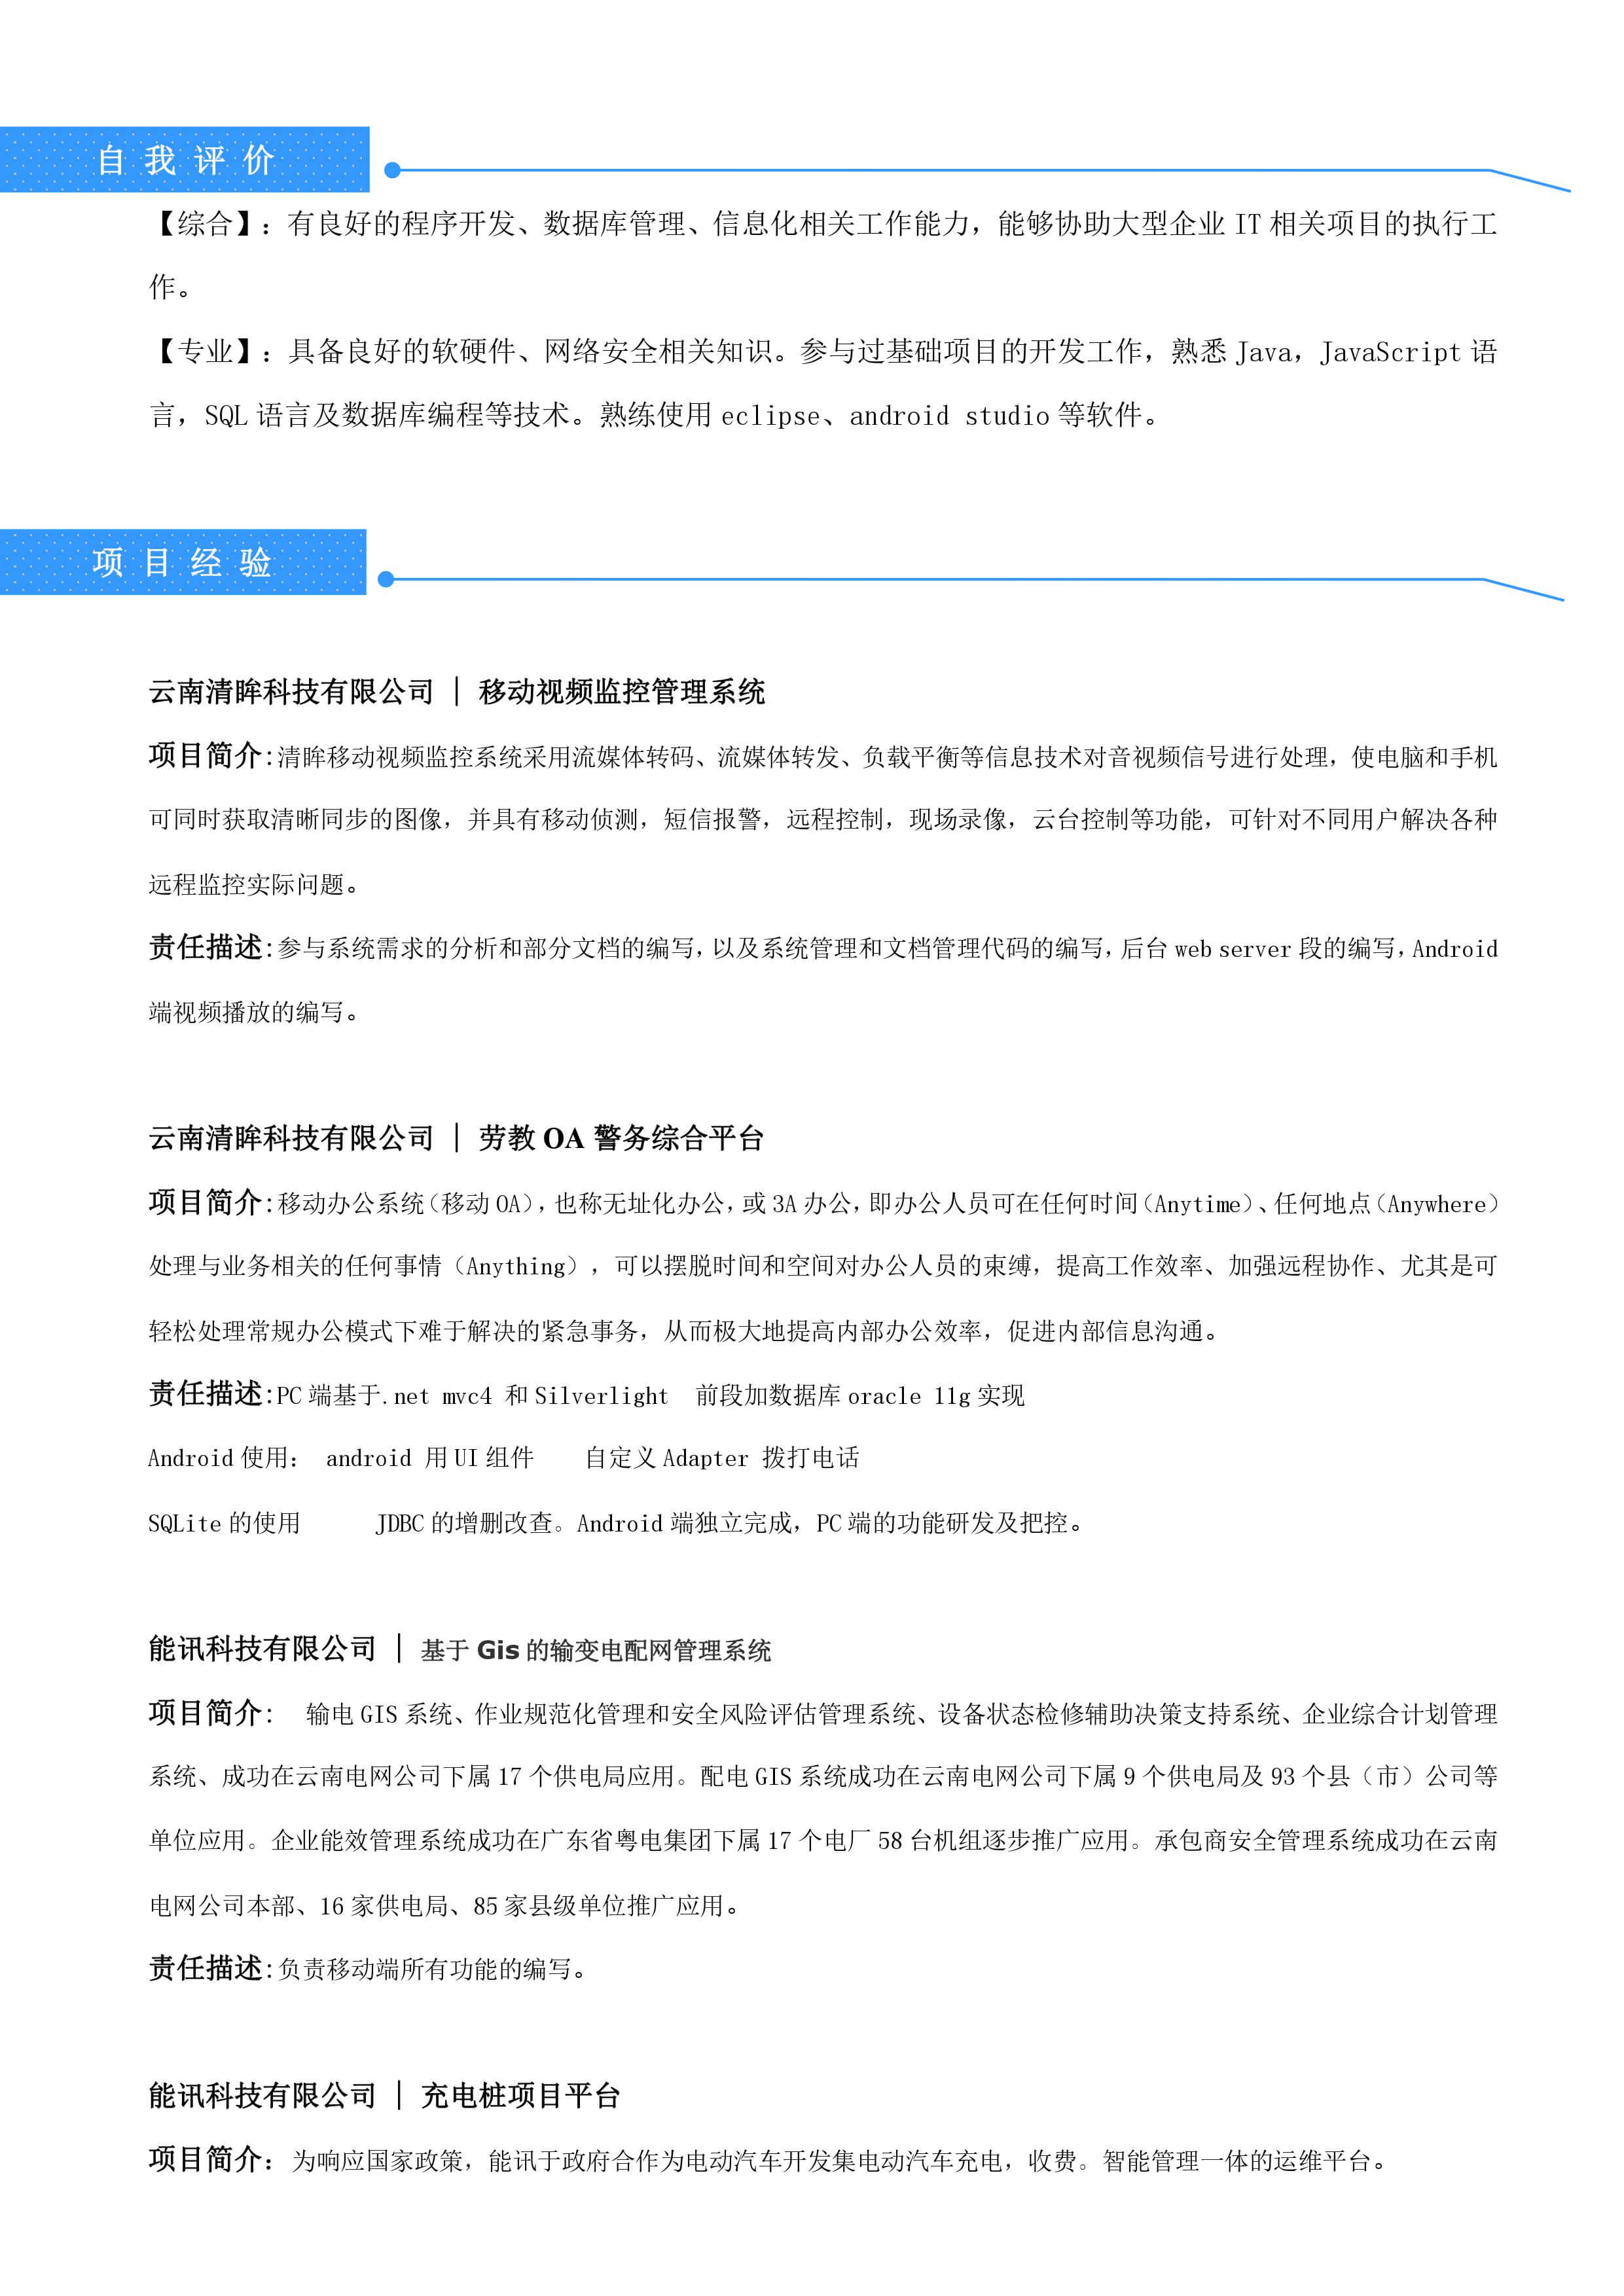 自我评价
【综合】：有良好的程序开发、数据库管理、信息化相关工作能力，能够协助大型企业 IT 相关项目的执行工
作。
【专业】：具备良好的软硬件、网络安全相关知识。参与过基础项目的开发工作，熟悉 Java，JavaScript 语
言，SQL 语言及数据库编程等技术。熟练使用 eclipse、android studio 等软件。
项目经验
云南清眸科技有限公司 | 移动视频监控管理系统
项目简介:清眸移动视频监控系统采用流媒体转码、流媒体转发、负载平衡等信息技术对音视频信号进行处理，使电脑和手机
可同时获取清晰同步的图像，并具有移动侦测，短信报警，远程控制，现场录像，云台控制等功能，可针对不同用户解决各种
远程监控实际问题。
责任描述:参与系统需求的分析和部分文档的编写，以及系统管理和文档管理代码的编写，后台 web server 段的编写，Android
端视频播放的编写。
云南清眸科技有限公司 | 劳教 OA 警务综合平台
项目简介:移动办公系统（移动 OA），也称无址化办公，或 3A 办公，即办公人员可在任何时间（Anytime）、任何地点（Anywhere）
处理与业务相关的任何事情（Anything），可以摆脱时间和空间对办公人员的束缚，提高工作效率、加强远程协作、尤其是可
轻松处理常规办公模式下难于解决的紧急事务，从而极大地提高内部办公效率，促进内部信息沟通。
责任描述:PC 端基于.net mvc4 和 Silverlight  前段加数据库 oracle 11g 实现
Android 使用： android 用 UI 组件    自定义 Adapter 拨打电话
SQLite 的使用      JDBC 的增删改查。Android 端独立完成，PC 端的功能研发及把控。
能讯科技有限公司 | 基于 Gis 的输变电配网管理系统
项目简介:  输电 GIS 系统、作业规范化管理和安全风险评估管理系统、设备状态检修辅助决策支持系统、企业综合计划管理
系统、成功在云南电网公司下属 17 个供电局应用。配电 GIS 系统成功在云南电网公司下属 9 个供电局及 93 个县（市）公司等
单位应用。企业能效管理系统成功在广东省粤电集团下属 17 个电厂 58 台机组逐步推广应用。承包商安全管理系统成功在云南
电网公司本部、16 家供电局、85 家县级单位推广应用。
责任描述:负责移动端所有功能的编写。
能讯科技有限公司 | 充电桩项目平台
项目简介：为响应国家政策，能讯于政府合作为电动汽车开发集电动汽车充电，收费。智能管理一体的运维平台。